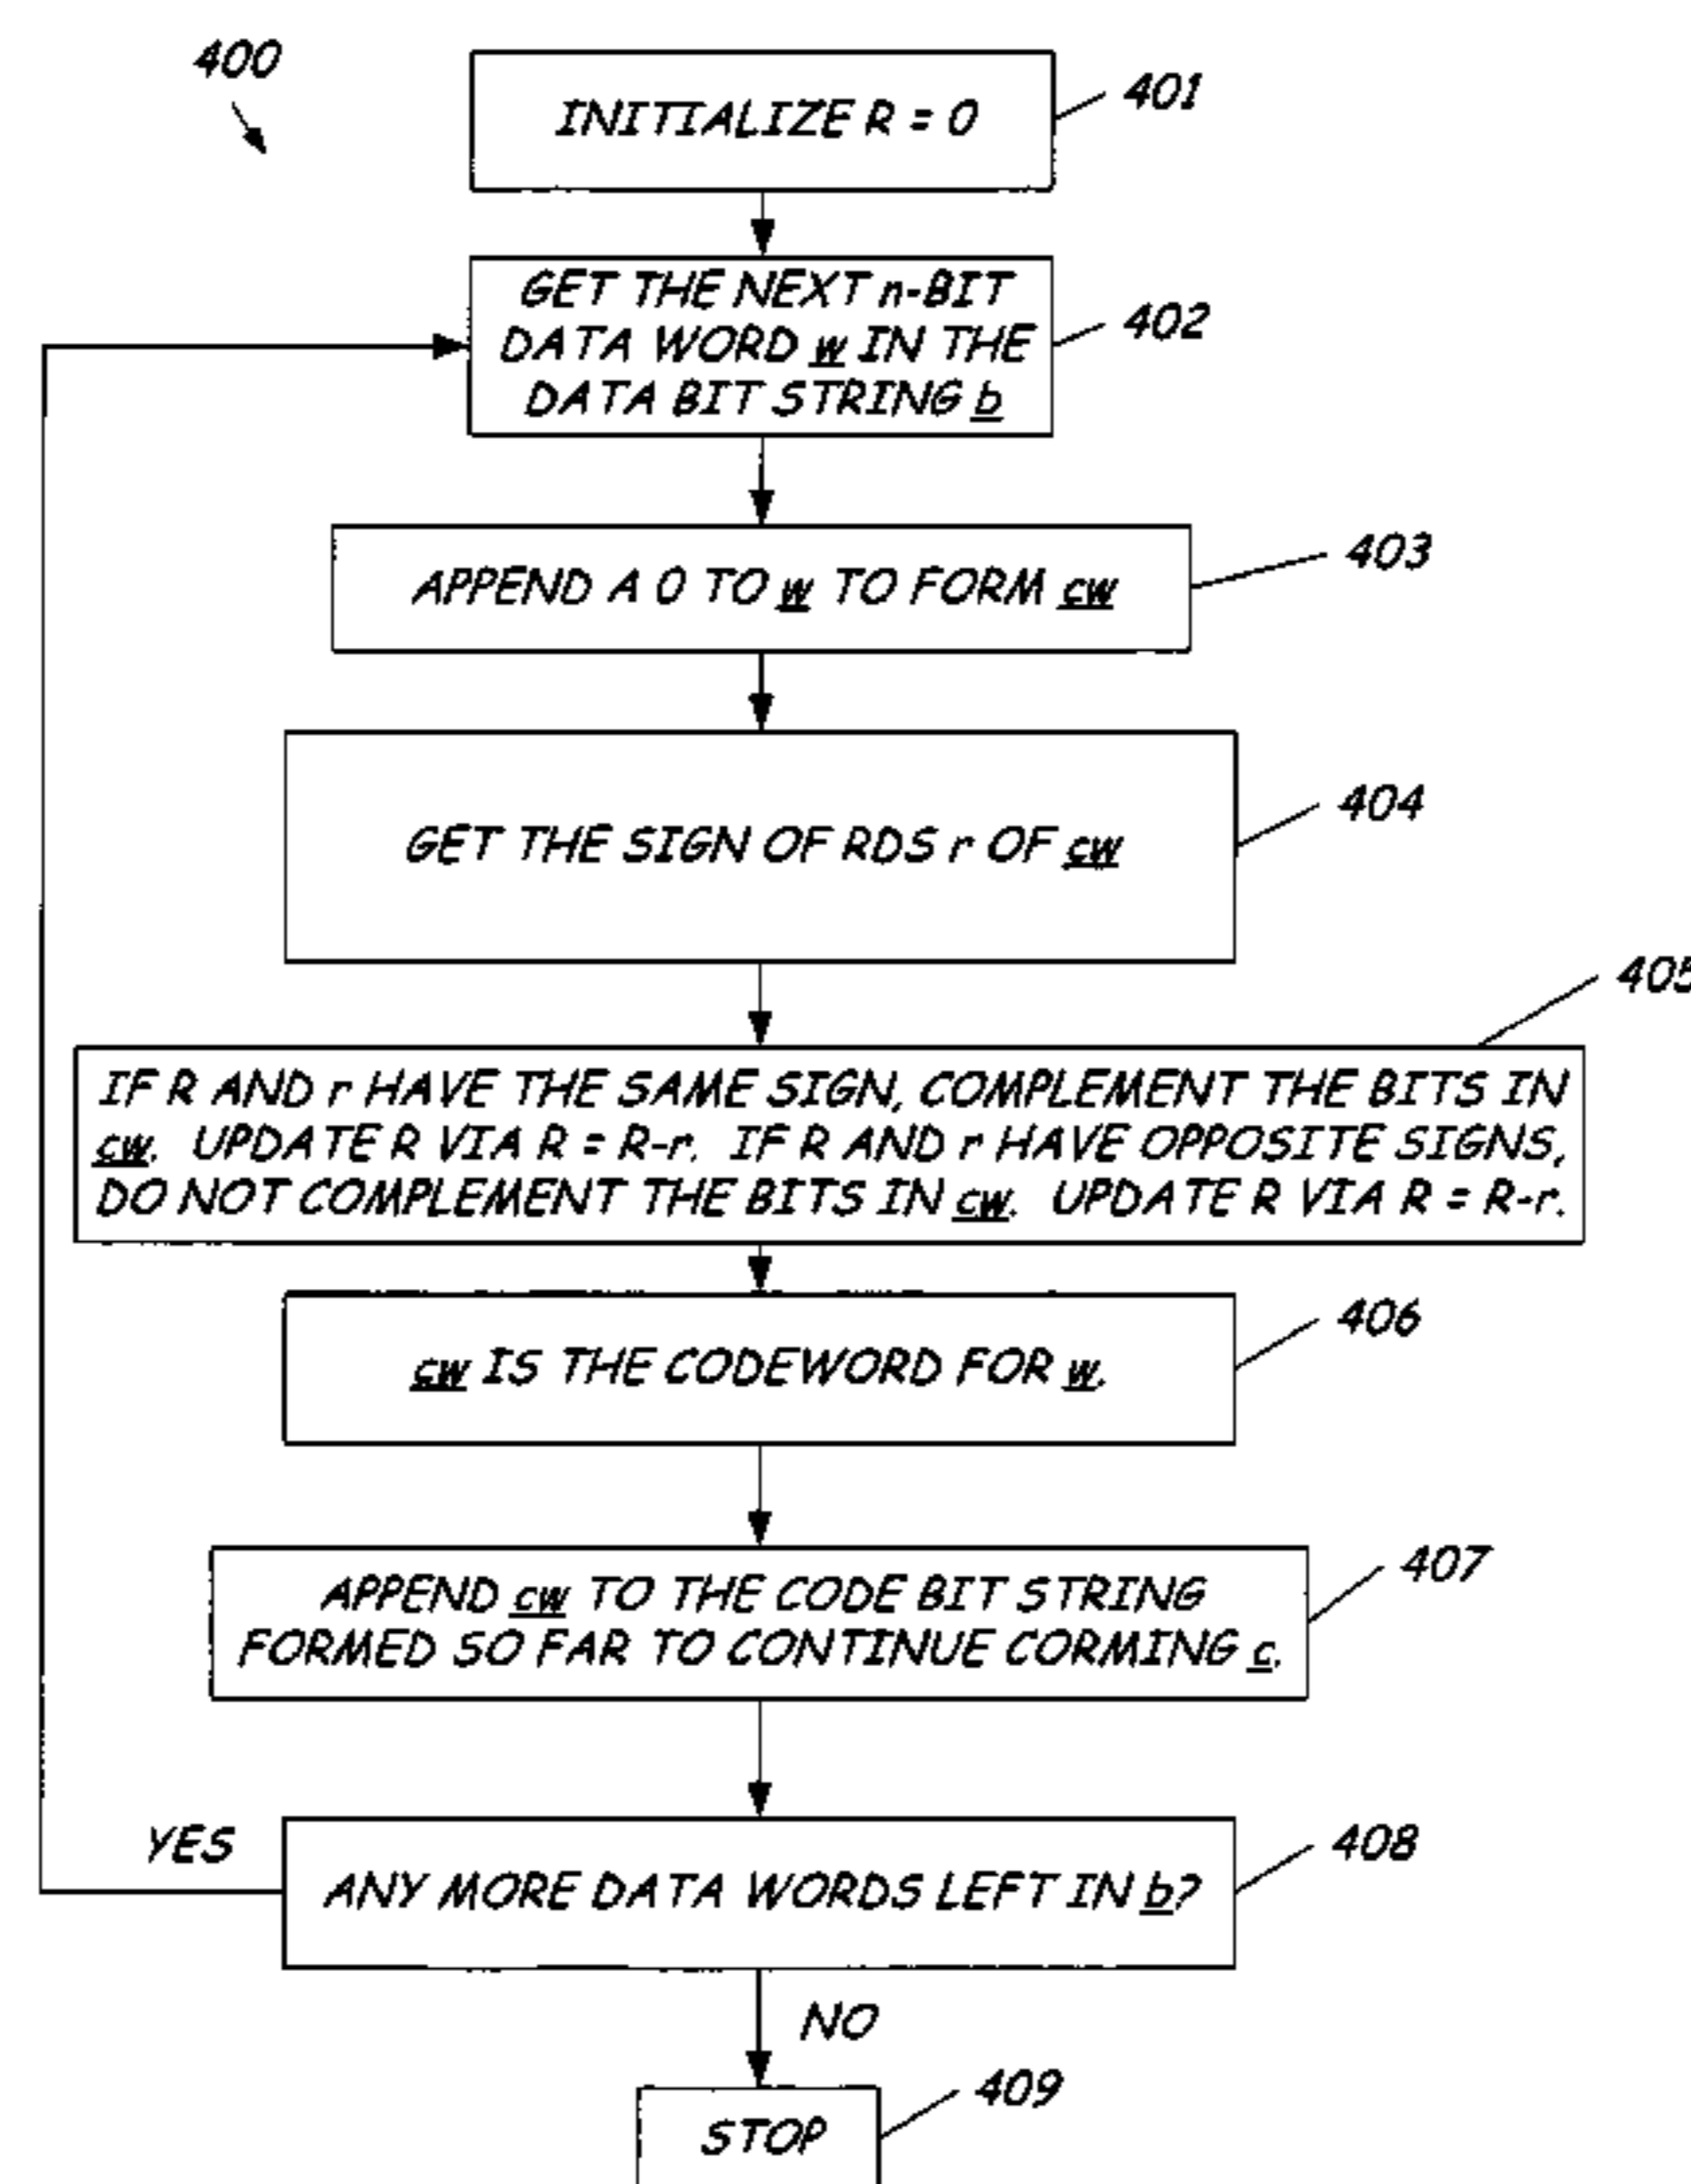 400
INITIALIZE R = 0
401
GET THE NEXT n-BIT
DATA WORD w IN THE
DATA BIT STRING b
402
APPEND A 0 TO w TO FORM cw
403
GET THE SIGN OF RDS r OF cw
404
405
IF R AND r HAVE THE SAME SIGN, COMPLEMENT THE BITS IN
cw. UPDATE R VIA R = R-r. IF R AND r HAVE OPPOSITE SIGNS,
DO NOT COMPLEMENT THE BITS IN cw. UPDATE R VIA R = R-r.
cw IS THE CODEWORD FOR w.
406
APPEND cw TO THE CODE BIT STRING
FORMED SO FAR TO CONTINUE CORMING c.
407
YES
ANY MORE DATA WORDS LEFT IN b?
408
NO
STOP
409